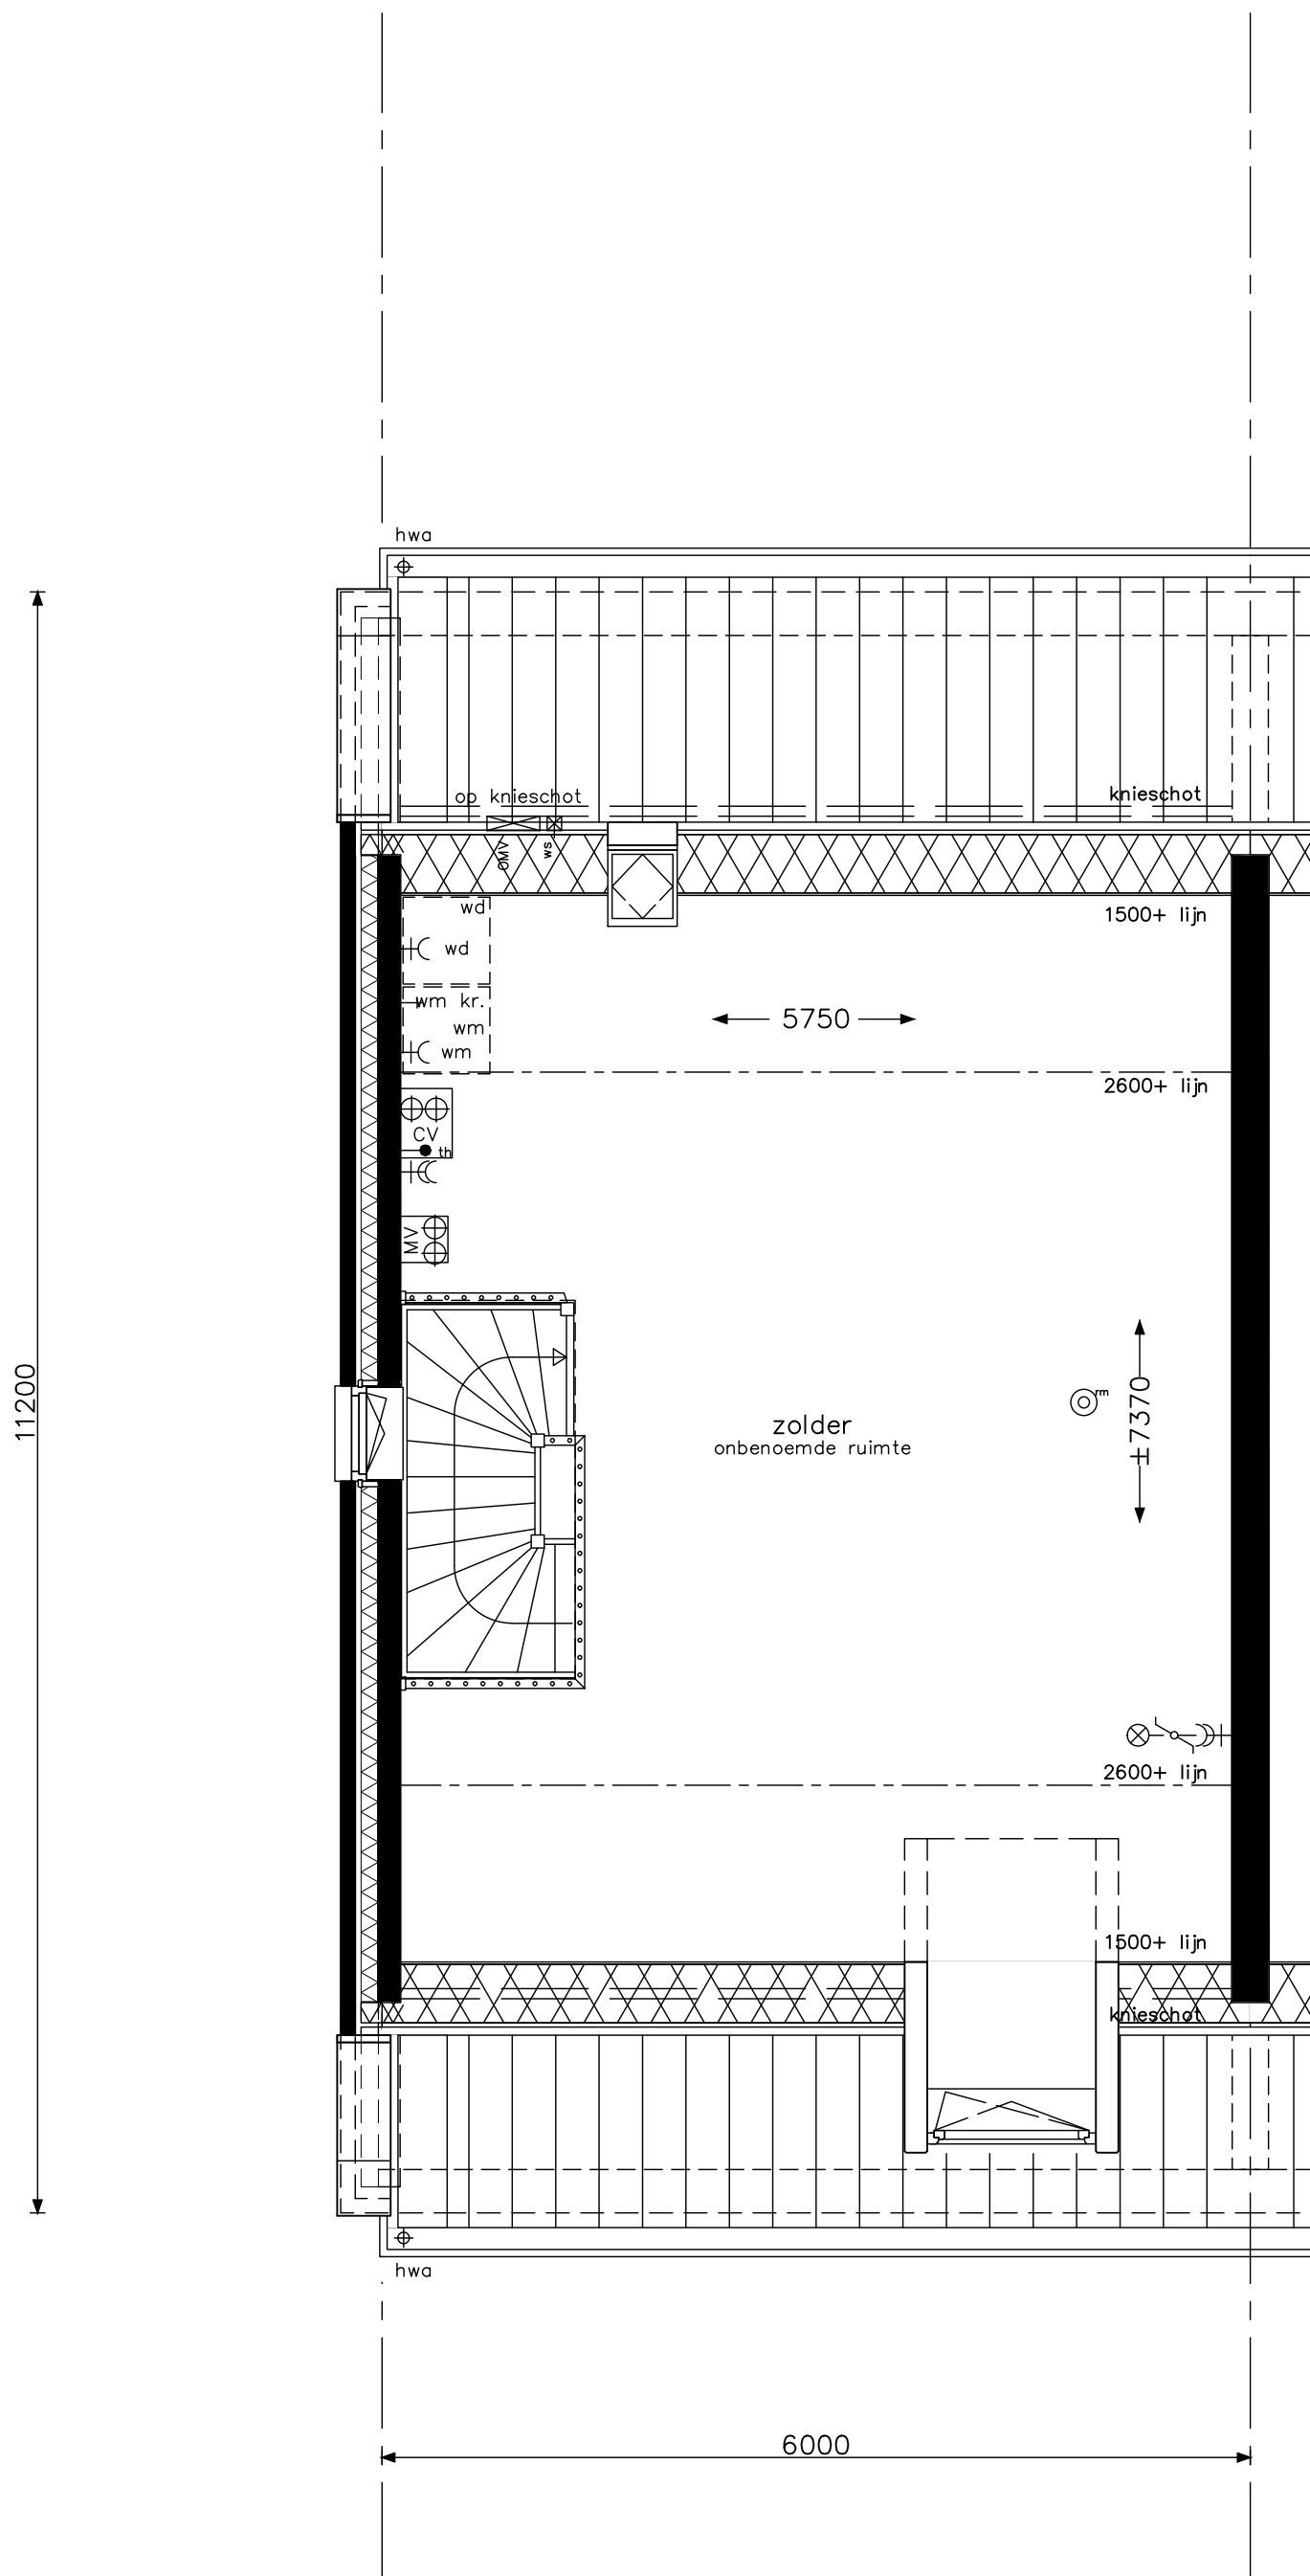 hwa
op knieschot
knieschot
OMV
ws
wd
1500+ lijn
wd
wm kr.
5750
wm
wm
2600+ lijn
CV
th
MV
11200
rm
±7370
zolder
onbenoemde ruimte
2600+ lijn
1500+ lijn
knieschot
hwa
6000